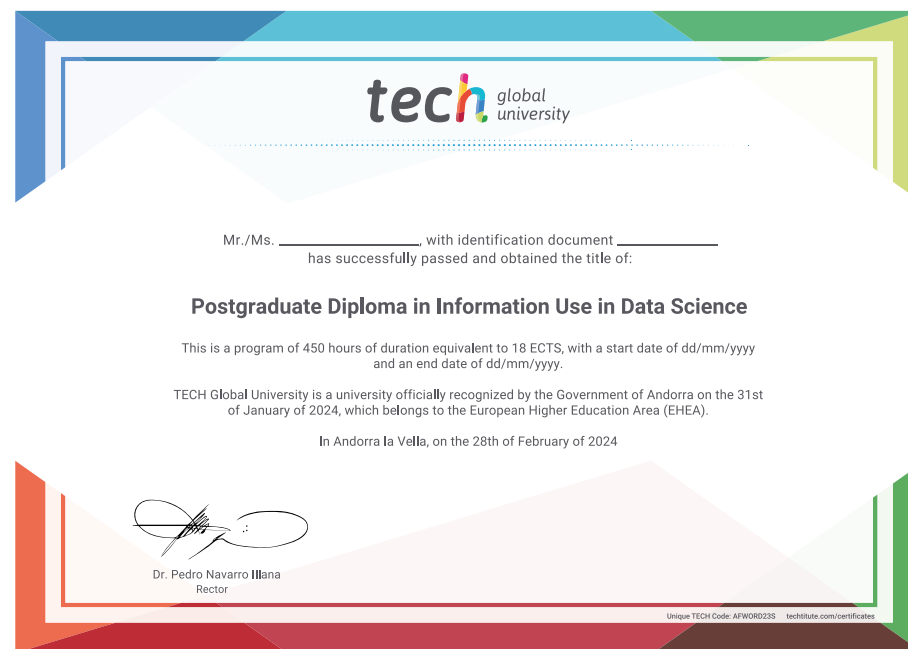 tech global university
Mr./Ms. ____________, with identification document ____________
has successfully passed and obtained the title of:
Postgraduate Diploma in Information Use in Data Science
This is a program of 450 hours of duration equivalent to 18 ECTS, with a start date of dd/mm/yyyy
and an end date of dd/mm/yyyy.
TECH Global University is a university officially recognized by the Government of Andorra on the 31st
of January of 2024, which belongs to the European Higher Education Area (EHEA).
In Andorra la Vella, on the 28th of February of 2024
Dr. Pedro Navarro Illana
Rector
Unique TECH Code: AFWORD23S techtitute.com/certificates